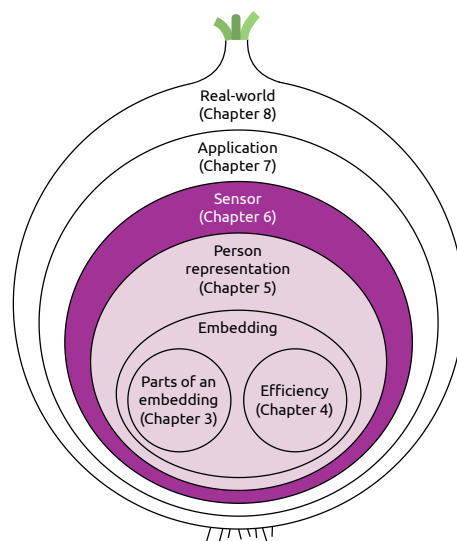 Real-world
(Chapter 8)
Application
(Chapter 7)
Sensor
(Chapter 6)
Person
representation
(Chapter 5)
Embedding
Parts of an
embedding
(Chapter 3)
Efficiency
(Chapter 4)